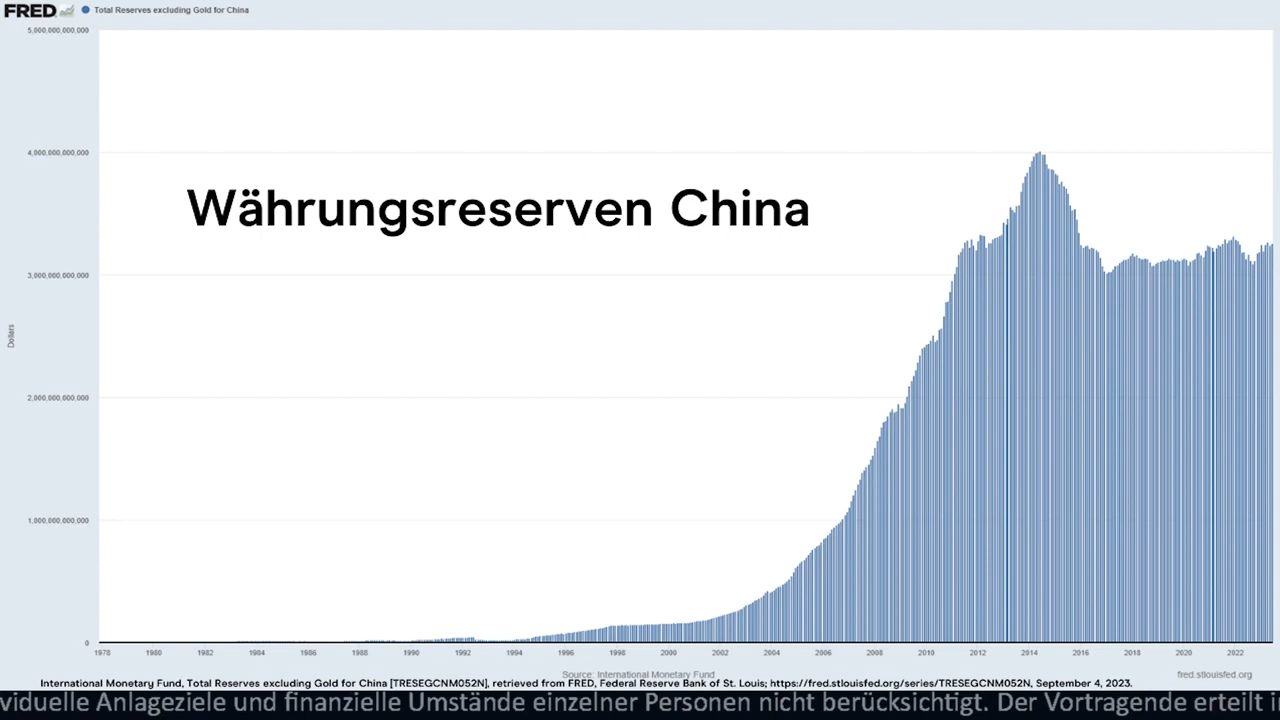 FRED
Total Reserves excluding Gold for China
5,000,000,000,000
4,000,000,000,000
Währungsreserven China
3,000,000,000,000
Dollars
2,000,000,000,000
1,000,000,000,000
0
1978 1980 1982 1984 1986 1988 1990 1992 1994 1996 1998 2000 2002 2004 2006 2008 2010 2012 2014 2016 2018 2020 2022
Source: International Monetary Fund
fred.stlouisfed.org
International Monetary Fund, Total Reserves excluding Gold for China [TRESEGCNM052N], retrieved from FRED, Federal Reserve Bank of St. Louis; https://fred.stlouisfed.org/series/TRESEGCNM052N, September 4, 2023.
viduelle Anlageziele und finanzielle Umstände einzelner Personen nicht berücksichtigt. Der Vortragende erteilt i